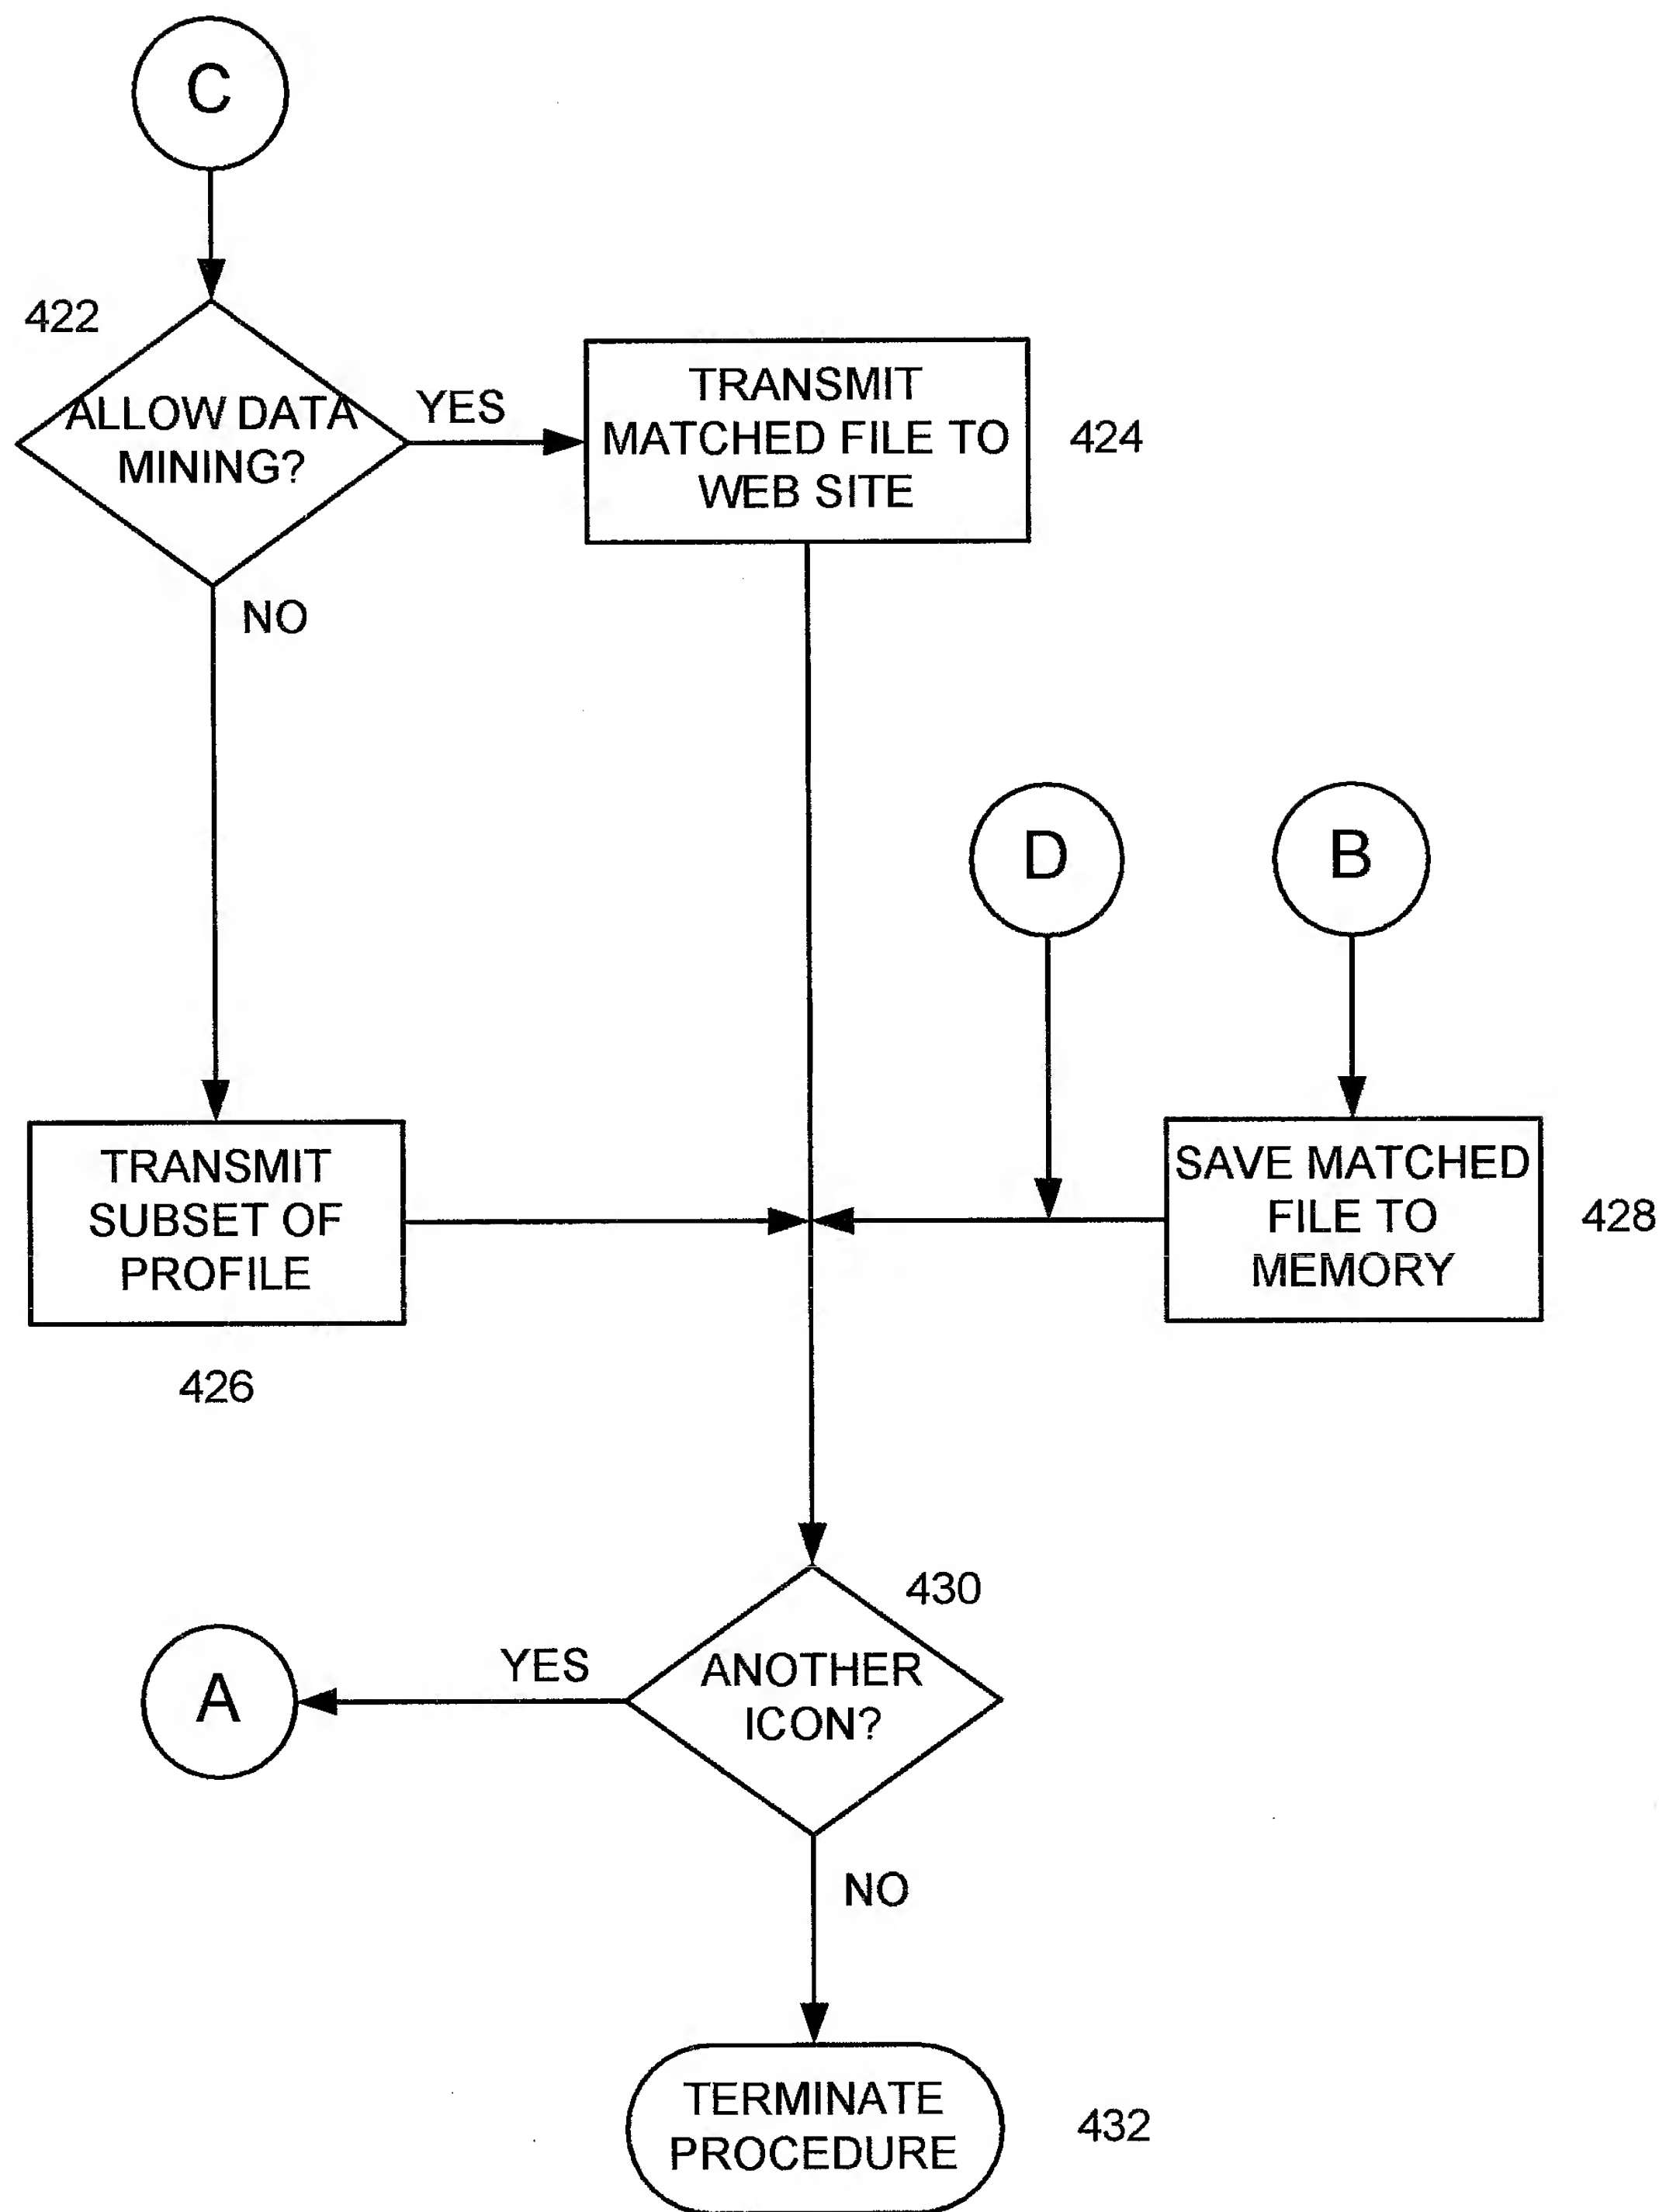 C
422
ALLOW DATA
MINING?
YES
TRANSMIT
MATCHED FILE TO
WEB SITE
424
NO
D
B
TRANSMIT
SUBSET OF
PROFILE
426
SAVE MATCHED
FILE TO
MEMORY
428
430
ANOTHER
ICON?
YES
A
NO
TERMINATE
PROCEDURE
432